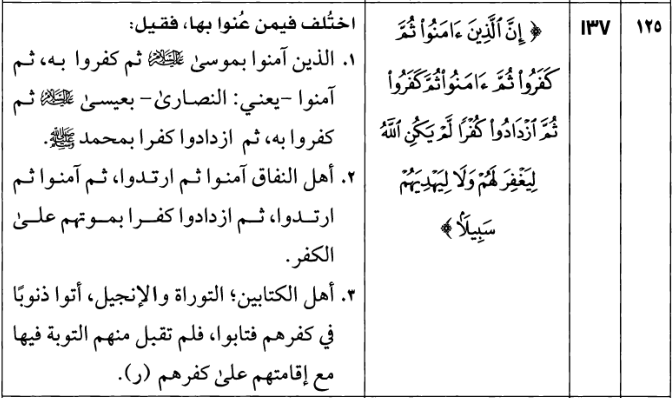 ١٢٥
١٣٧
﴿ إِنَّ ٱلَّذِينَ ءَامَنُوا۟ ثُمَّ
كَفَرُوا۟ ثُمَّ ءَامَنُوا۟ ثُمَّ كَفَرُوا۟
ثُمَّ ٱزْدَادُوا۟ كُفْرًا لَّمْ يَكُنِ ٱللَّهُ
لِيَغْفِرَ لَهُمْ وَلَا لِيَهْدِيَهُمْ
سَبِيلًا ﴾
اختُلف فيمن عُنوا بها، فقيل:
١. الذين آمنوا بموسىٰ عليه السلام ثم كفروا به، ثم
آمنوا -يعني: النصارىٰ- بعيسىٰ عليه السلام ثم
كفروا به، ثم ازدادوا كفرا بمحمد ﷺ.
٢. أهل النفاق آمنوا ثم ارتدوا، ثم آمنوا ثم
ارتدوا، ثم ازدادوا كفرا بموتهم علىٰ
الكفر.
٣. أهل الكتابين؛ التوراة والإنجيل، أتوا ذنوبًا
في كفرهم فتابوا، فلم تقبل منهم التوبة فيها
مع إقامتهم علىٰ كفرهم (ر).